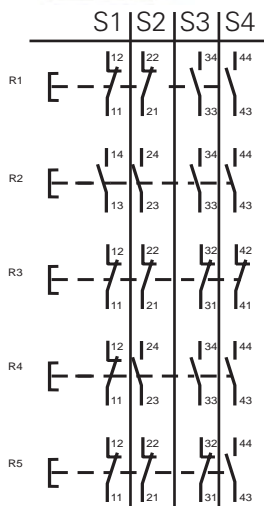 S1 S2 S3 S4
12 22 34 44
R1
11 21 33 43
14 24 34 44
R2
13 23 33 43
12 22 32 42
R3
11 21 31 41
12 24 34 44
R4
11 23 33 43
12 22 32 44
R5
11 21 31 43